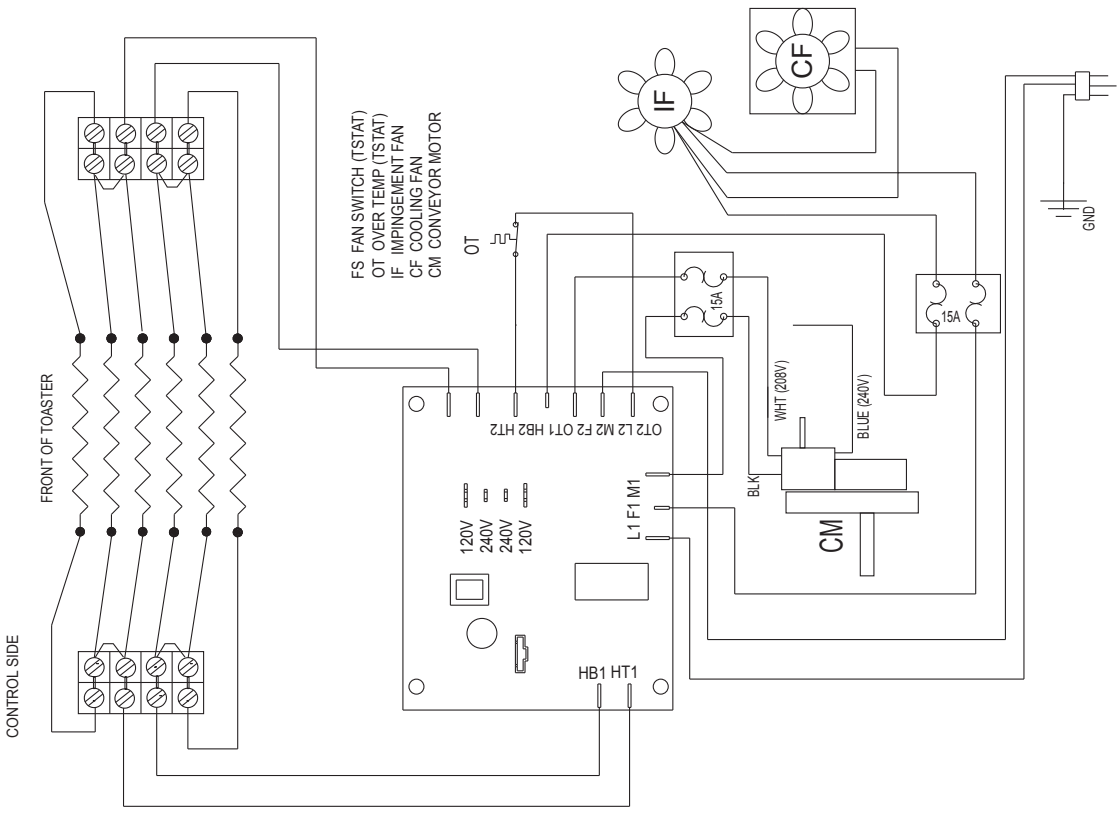 CONTROL SIDE
FRONT OF TOASTER
FS FAN SWITCH (TSTAT)
OT OVER TEMP (TSTAT)
IF IMPINGEMENT FAN
CF COOLING FAN
CM CONVEYOR MOTOR
IF
CF
GND
OT
15A
15A
WHT (208V)
BLUE (240V)
BLK
CM
OT2 L2 M2 F2 OT1 HB2 HT2
L1 F1 M1
120V
240V
240V
120V
HB1 HT1